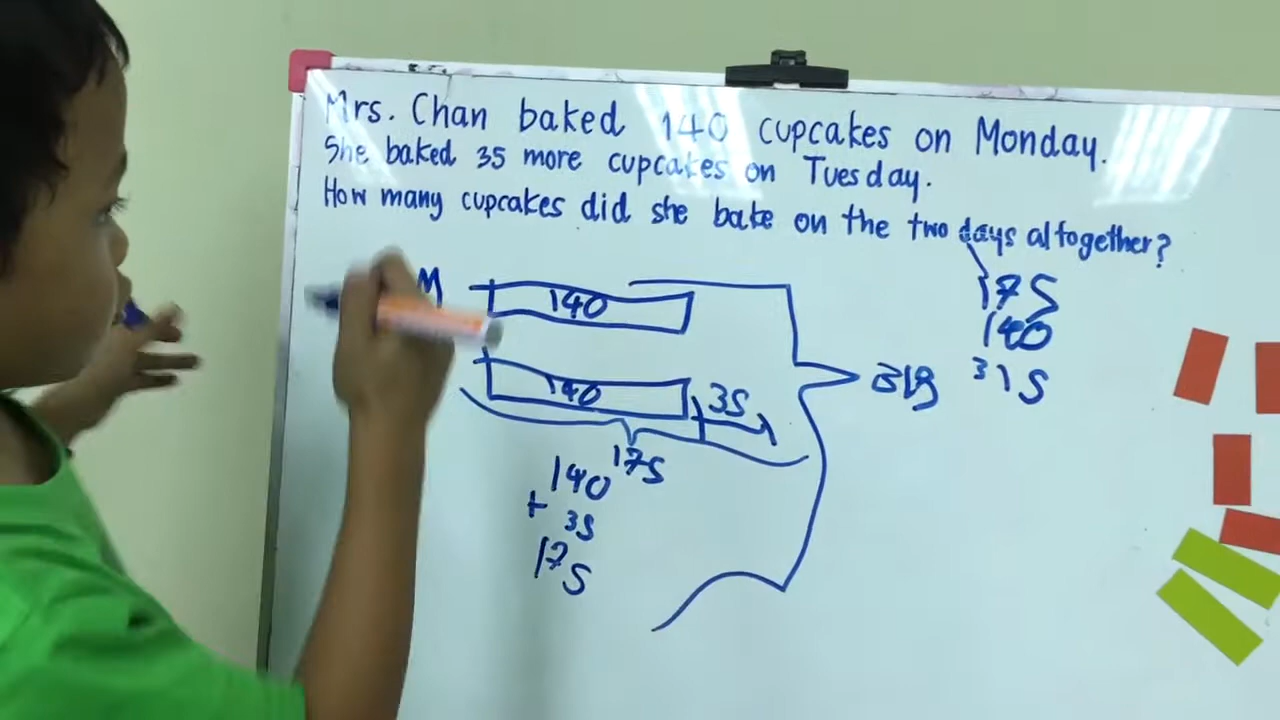 Mrs. Chan baked 140 cupcakes on Monday.
She baked 35 more cupcakes on Tuesday.
How many cupcakes did she bake on the two days altogether?
M
140
140
35
175
140
+ 35
175
315
175
140
315